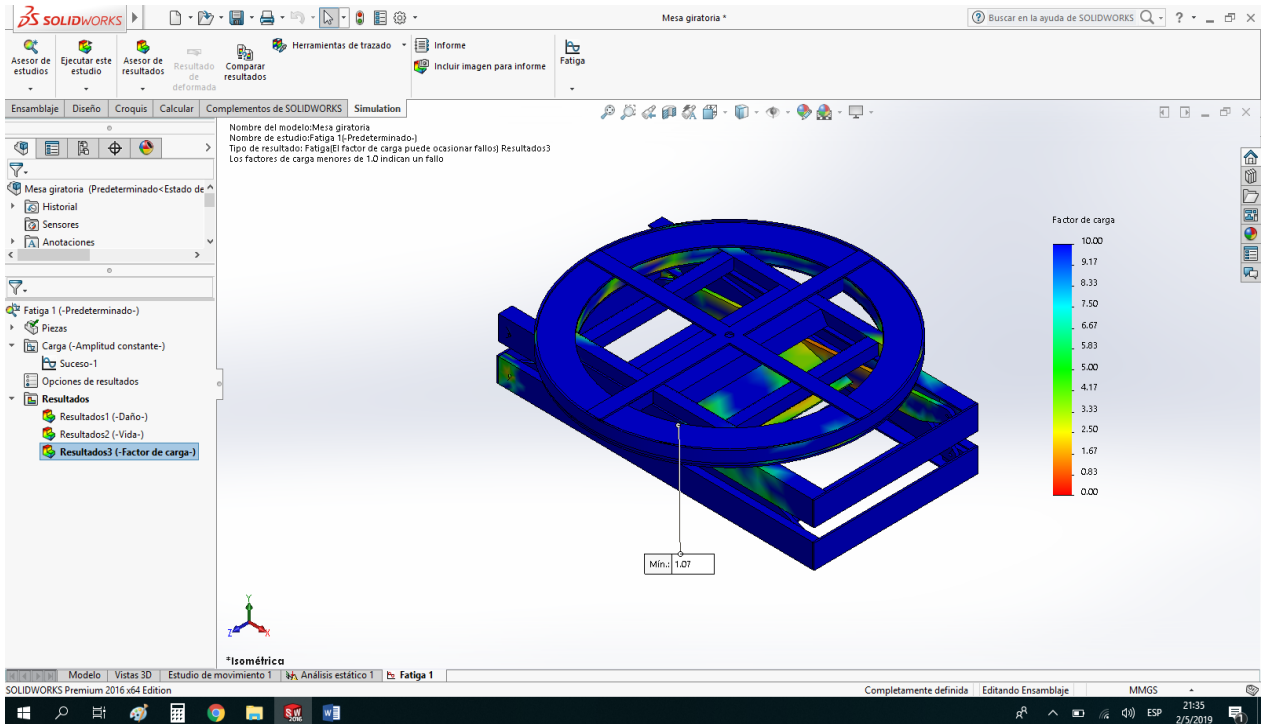 SOLIDWORKS
Mesa giratoria *
Buscar en la ayuda de SOLIDWORKS
Asesor de estudios
Ejecutar este estudio
Asesor de resultados
Resultado de deformada
Comparar resultados
Herramientas de trazado
Informe
Incluir imagen para informe
Fatiga
Ensamblaje Diseño Croquis Calcular Complementos de SOLIDWORKS Simulation
Nombre del modelo:Mesa giratoria
Nombre de estudio:Fatiga 1(-Predeterminado-)
Tipo de resultado: Fatiga(El factor de carga puede ocasionar fallos) Resultados3
Los factores de carga menores de 1.0 indican un fallo
Mesa giratoria (Predeterminado<Estado de
Historial
Sensores
Anotaciones
Fatiga 1 (-Predeterminado-)
Piezas
Carga (-Amplitud constante-)
Suceso-1
Opciones de resultados
Resultados
Resultados1 (-Daño-)
Resultados2 (-Vida-)
Resultados3 (-Factor de carga-)
Factor de carga
10.00
9.17
8.33
7.50
6.67
5.83
5.00
4.17
3.33
2.50
1.67
0.83
0.00
Mín.: 1.07
Y
Z X
*Isométrica
Modelo Vistas 3D Estudio de movimiento 1 Análisis estático 1 Fatiga 1
SOLIDWORKS Premium 2016 x64 Edition
Completamente definida Editando Ensamblaje MMGS
ESP
21:35
2/5/2019